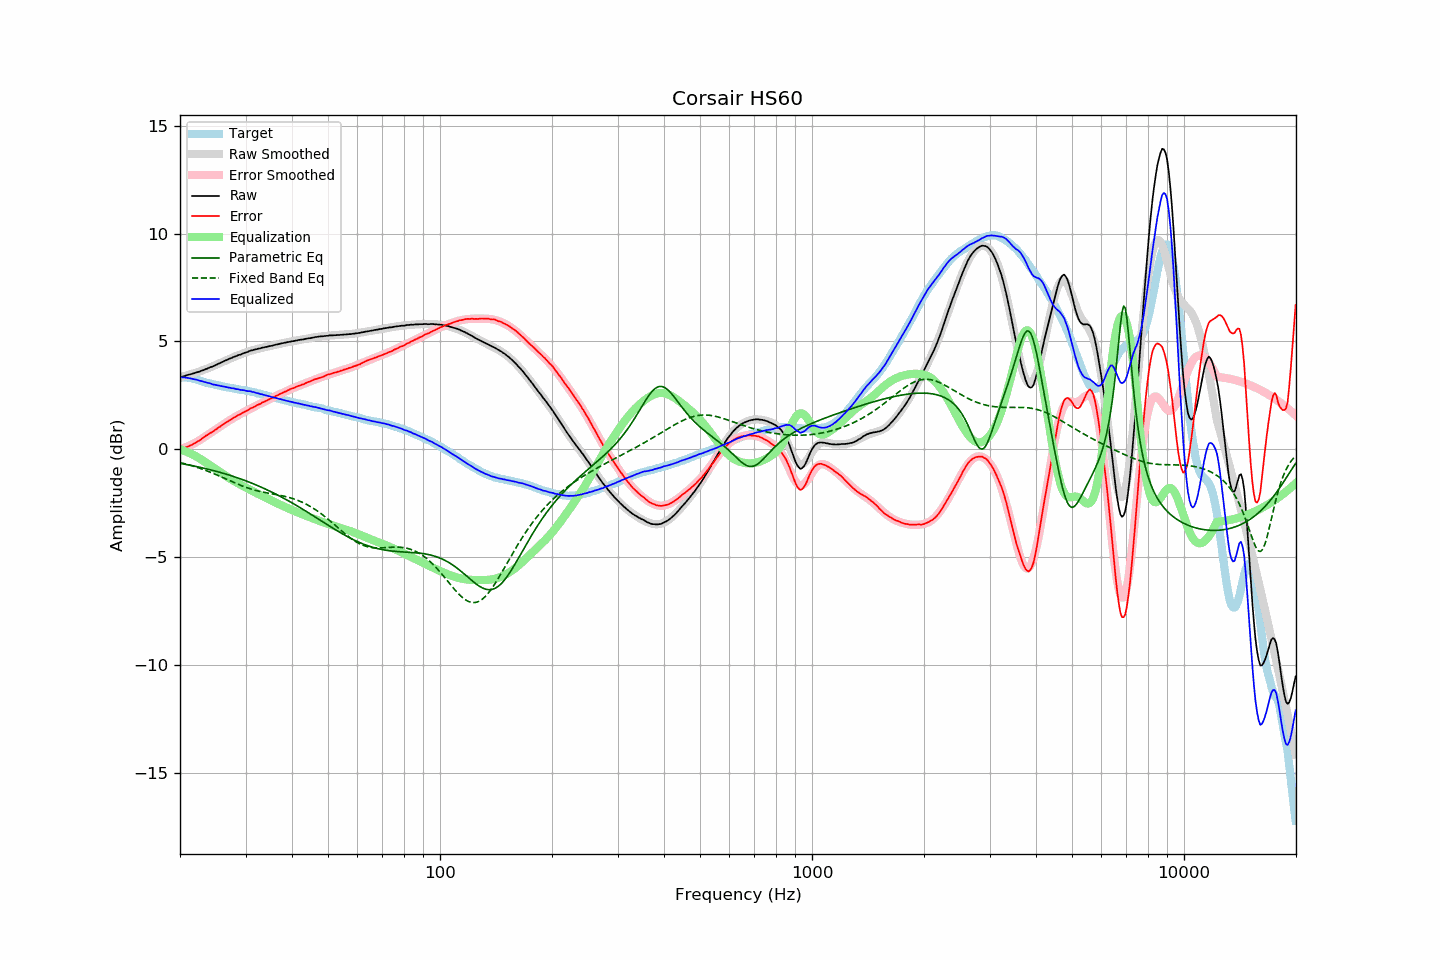 Corsair HS60
15
10
5
0
−5
−10
−15
Amplitude (dBr)
Target
Raw Smoothed
Error Smoothed
Raw
Error
Equalization
Parametric Eq
Fixed Band Eq
Equalized
100
1000
10000
Frequency (Hz)